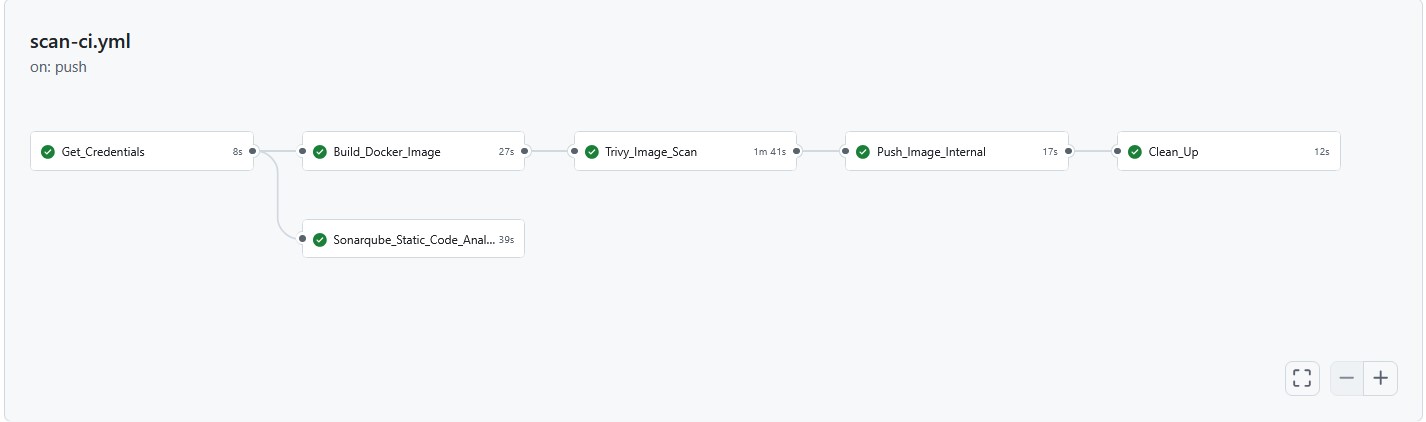 scan-ci.yml
on: push
Get_Credentials 8s
Build_Docker_Image 27s
Trivy_Image_Scan 1m 41s
Push_Image_Internal 17s
Clean_Up 12s
Sonarqube_Static_Code_Anal... 39s